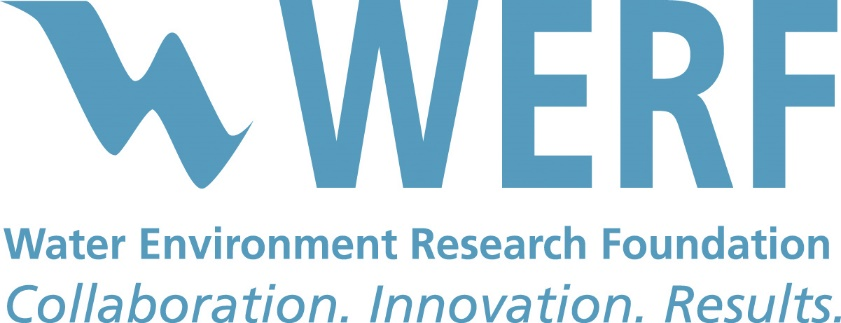 WERF
Water Environment Research Foundation
Collaboration. Innovation. Results.